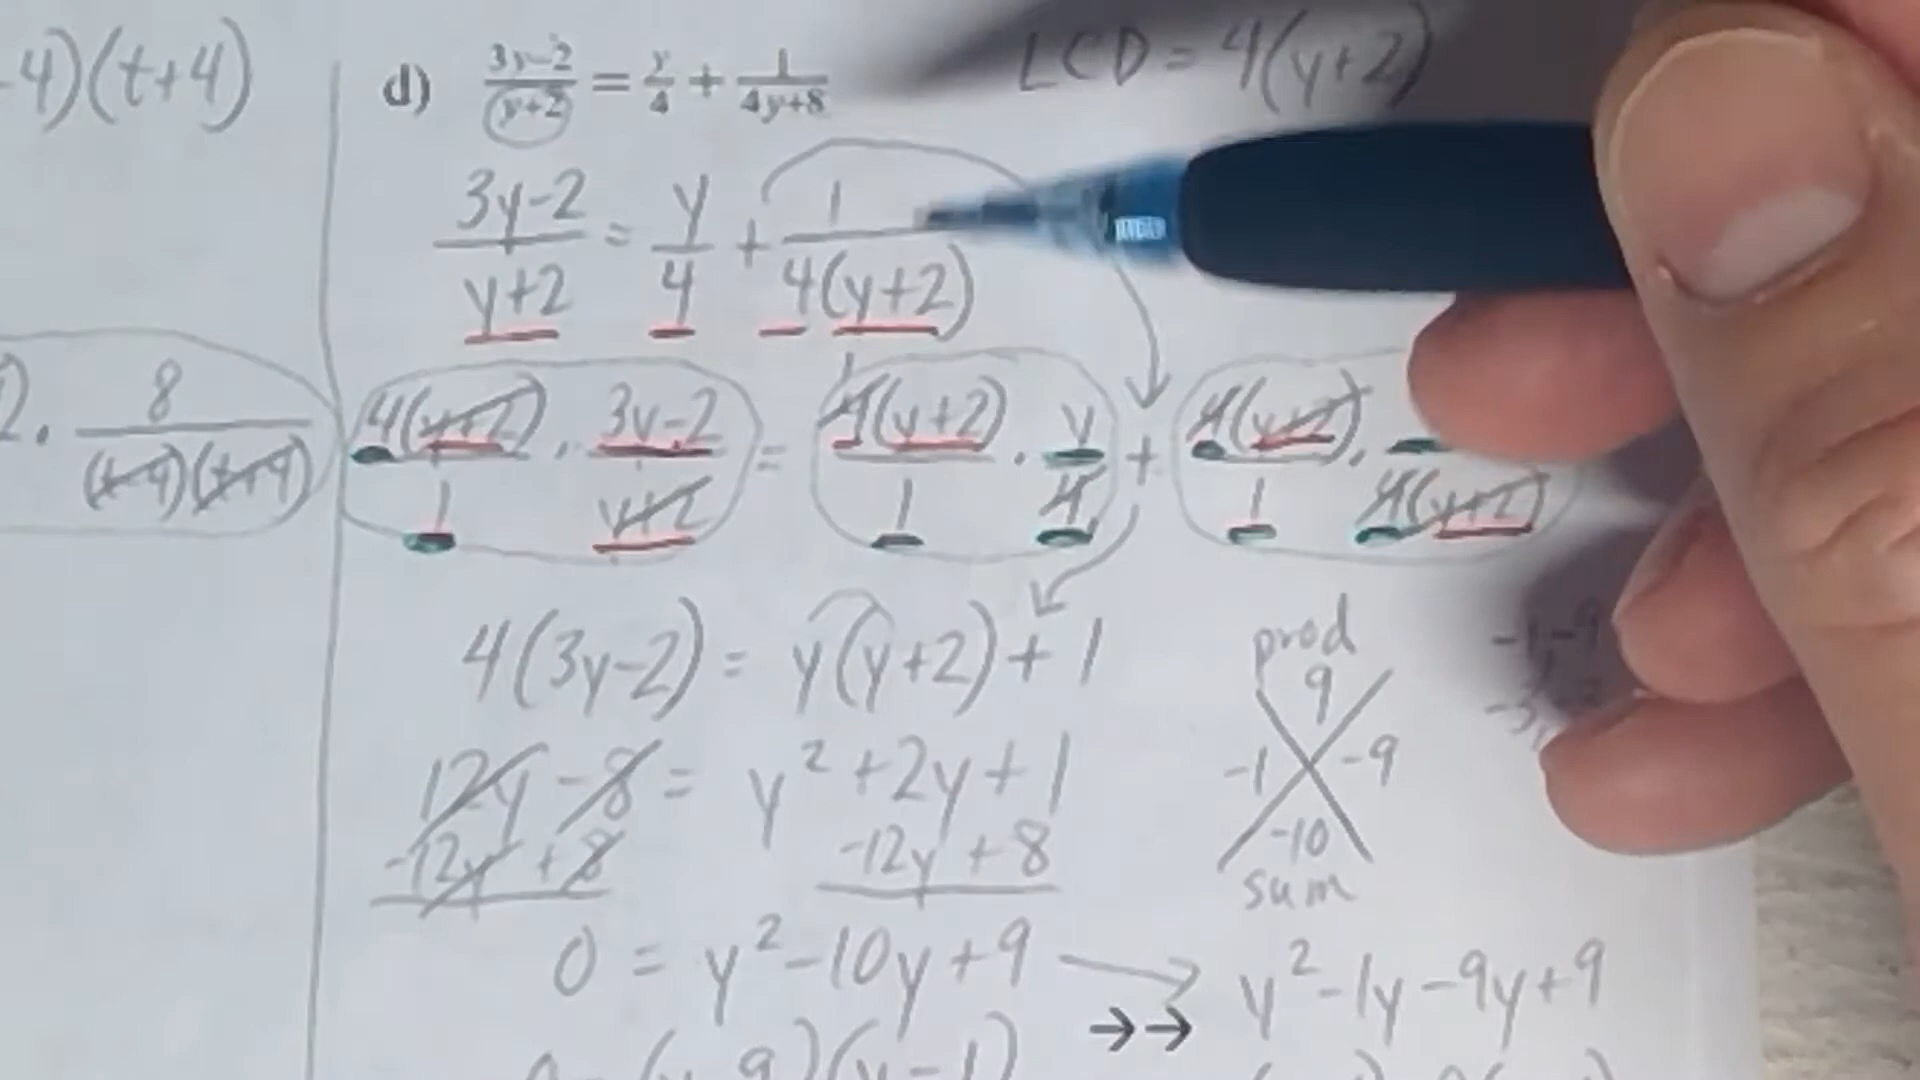 -4)(t+4)
d) 3y-2/(y+2) = y/4 + 1/4y+8
LCD = 4(y+2)
3y-2/y+2 = y/4 + 1/4(y+2)
8/(t-4)(t+4)
4(y+2)/1 · 3y-2/y+2 = 4(y+2)/1 · y/4 + 4(y+2)/1 · /4(y+2)
4(3y-2) = y(y+2) + 1
12y - 8 = y² + 2y + 1
-12y + 8 -12y + 8
0 = y² - 10y + 9
(y-9)(y-1)
prod
9
-1 -9
-10
sum
→→ y² - 1y - 9y + 9